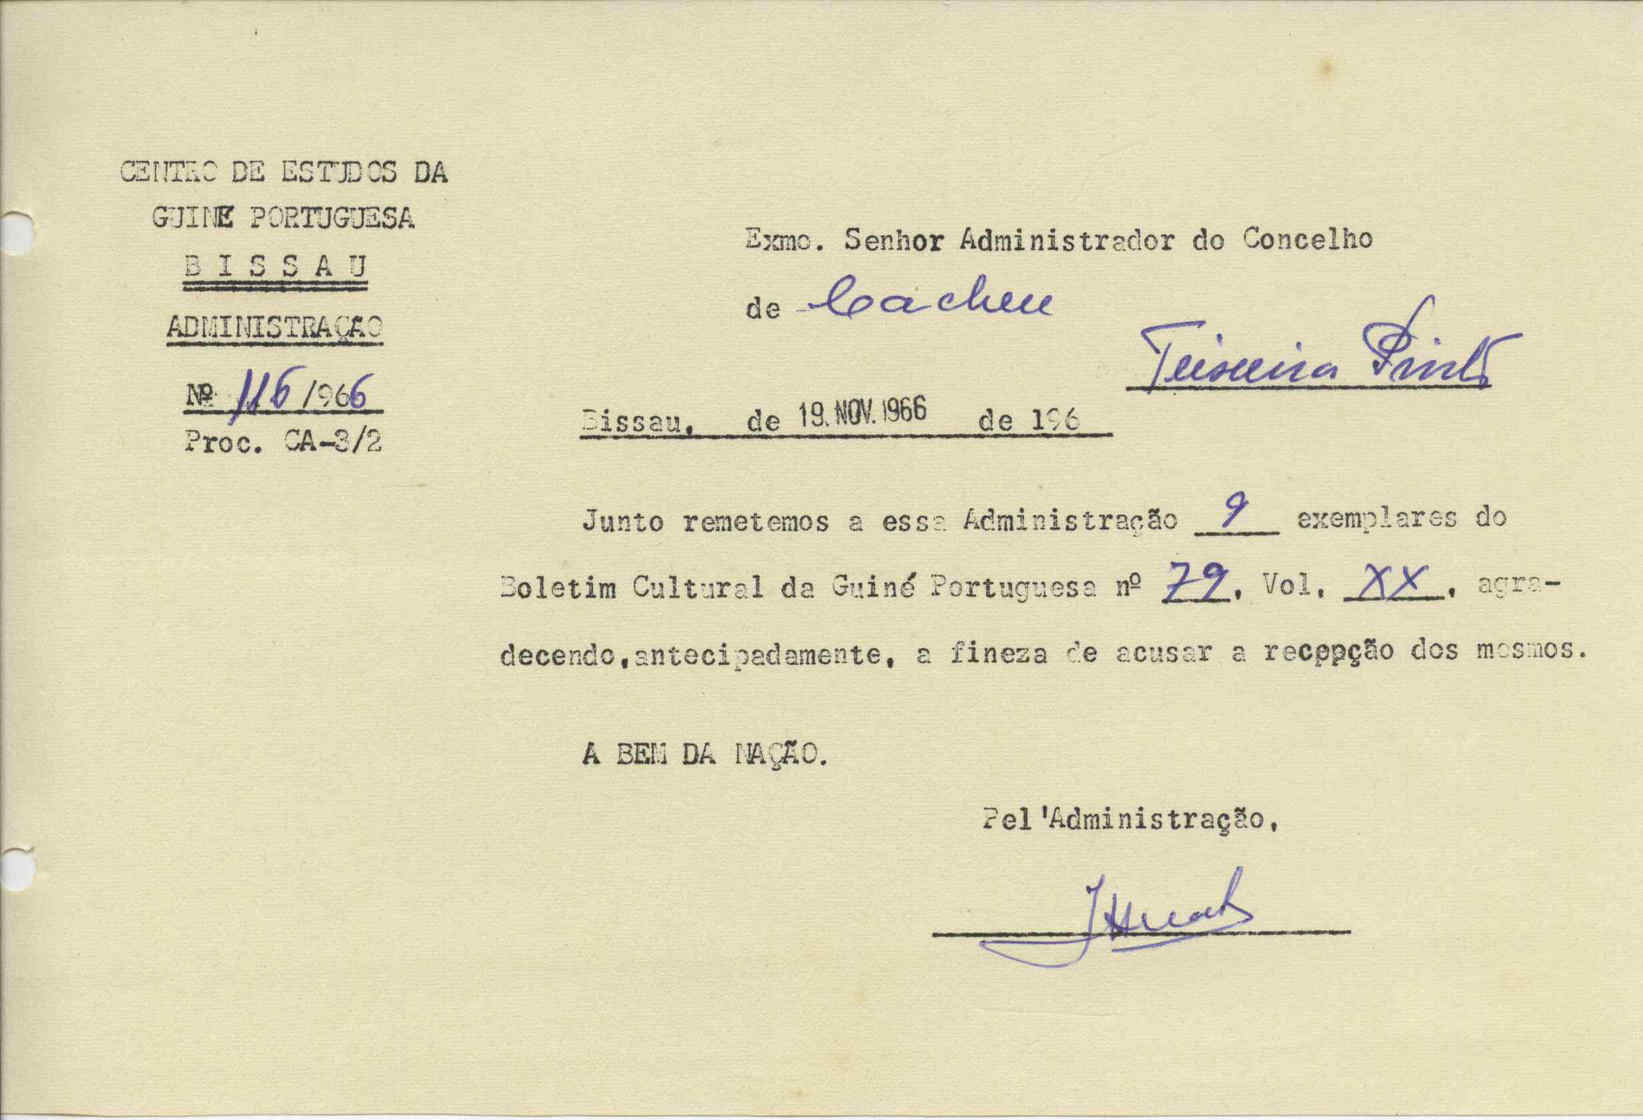 CENTRO DE ESTUDOS DA
GUINÉ PORTUGUESA
B I S S A U
ADMINISTRAÇÃO
Nº 116/966
Proc. CA-3/2
Exmo. Senhor Administrador do Concelho
de Cacheu
Teixeira Pinto
Bissau, de 19.NOV.1966 de 196
Junto remetemos a essa Administração 9 exemplares do
Boletim Cultural da Guiné Portuguesa nº 79, Vol. XX, agra-
decendo,antecipadamente, a fineza de acusar a recppção dos mesmos.
A BEM DA NAÇÃO.
Pel'Administração,